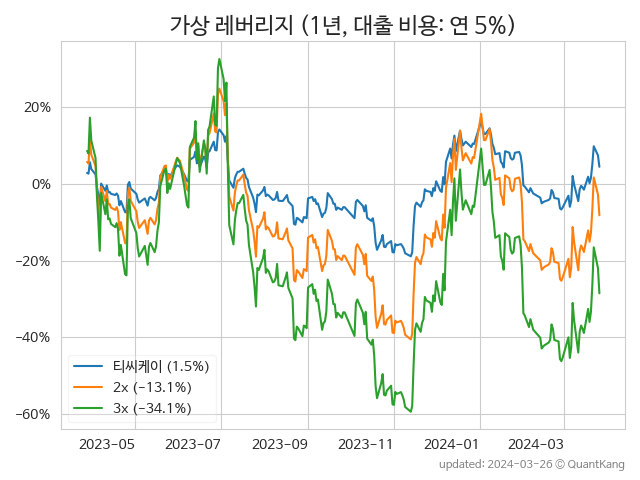 가상 레버리지 (1년, 대출 비용: 연 5%)
20%
0%
−20%
−40%
−60%
티씨케이 (1.5%)
2x (−13.1%)
3x (−34.1%)
2023-05 2023-07 2023-09 2023-11 2024-01 2024-03
updated: 2024-03-26 © QuantKang